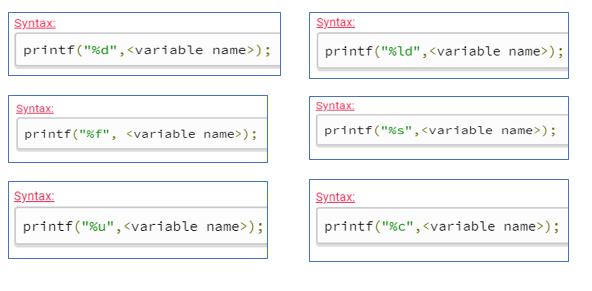 Syntax:
printf("%d",<variable name>);
Syntax:
printf("%ld",<variable name>);
Syntax:
printf("%f", <variable name>);
Syntax:
printf("%s",<variable name>);
Syntax:
printf("%u",<variable name>);
Syntax:
printf("%c",<variable name>);